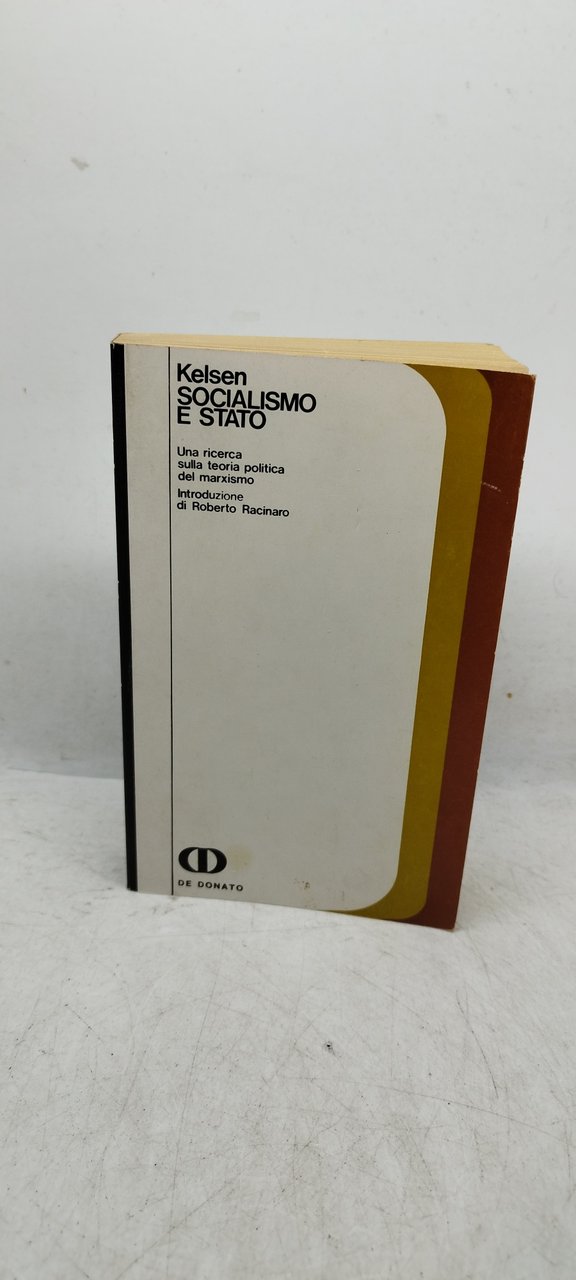 Kelsen
SOCIALISMO
E STATO
Una ricerca
sulla teoria politica
del marxismo
Introduzione
di Roberto Racinaro
DE DONATO